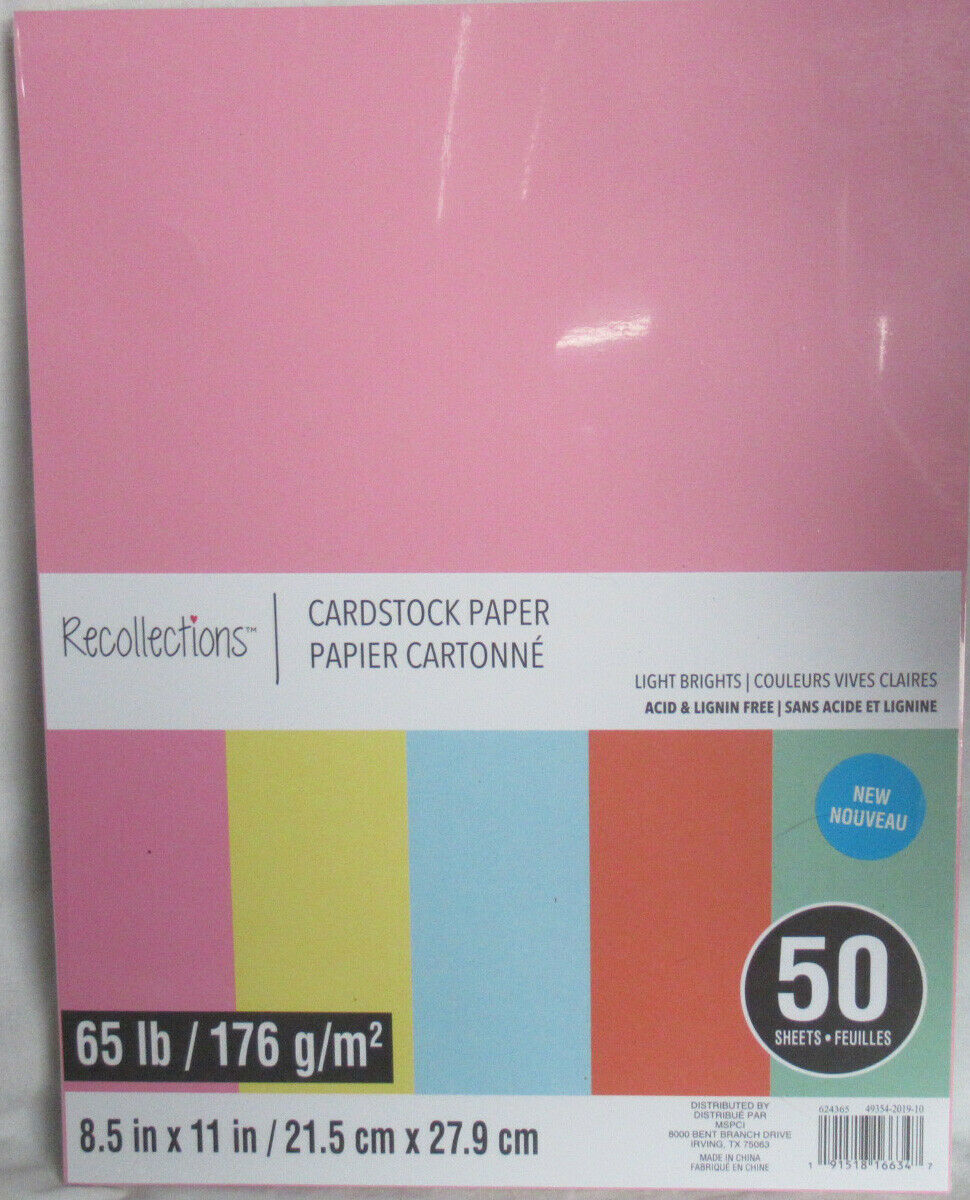 Recollections™
CARDSTOCK PAPER
PAPIER CARTONNÉ
LIGHT BRIGHTS | COULEURS VIVES CLAIRES
ACID & LIGNIN FREE | SANS ACIDE ET LIGNINE
NEW
NOUVEAU
50
SHEETS • FEUILLES
65 lb / 176 g/m²
8.5 in x 11 in / 21.5 cm x 27.9 cm
DISTRIBUTED BY
DISTRIBUÉ PAR
MSPCI
8000 BENT BRANCH DRIVE
IRVING, TX 75063
MADE IN CHINA
FABRIQUÉ EN CHINE
624365 49354-2019-10
1 91518 16634 7